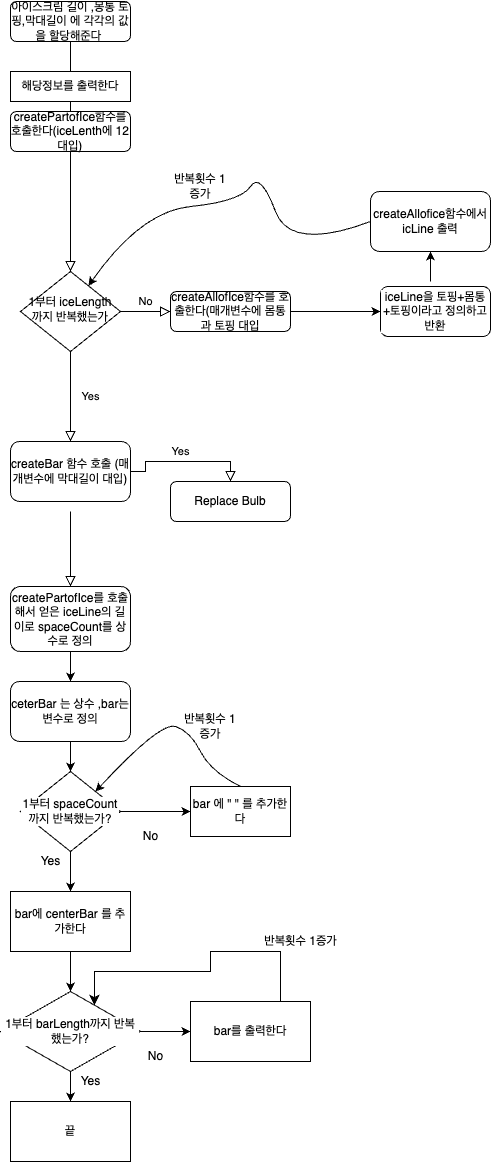 아이스크림 길이 ,몽통 토
핑,막대길이 에 각각의 값
을 할당해준다
해당정보를 출력한다
createPartofIce함수를
호출한다(iceLenth에 12
대입)
반복횟수 1
증가
createAllofice함수에서
icLine 출력
1부터 iceLength
까지 반복했는가
No
createAllofIce함수를 호
출한다(매개변수에 몸통
과 토핑 대입
iceLine을 토핑+몸통
+토핑이라고 정의하고
반환
Yes
createBar 함수 호출 (매
개변수에 막대길이 대입)
Yes
Replace Bulb
createPartofIce를 호출
해서 얻은 iceLine의 길
이로 spaceCount를 상
수로 정의
ceterBar 는 상수 ,bar는
변수로 정의
반복횟수 1
증가
1부터 spaceCount
까지 반복했는가?
No
bar 에 " " 를 추가한
다
Yes
bar에 centerBar 를 추
가한다
반복횟수 1증가
1부터 barLength까지 반복
했는가?
No
bar를 출력한다
Yes
끝